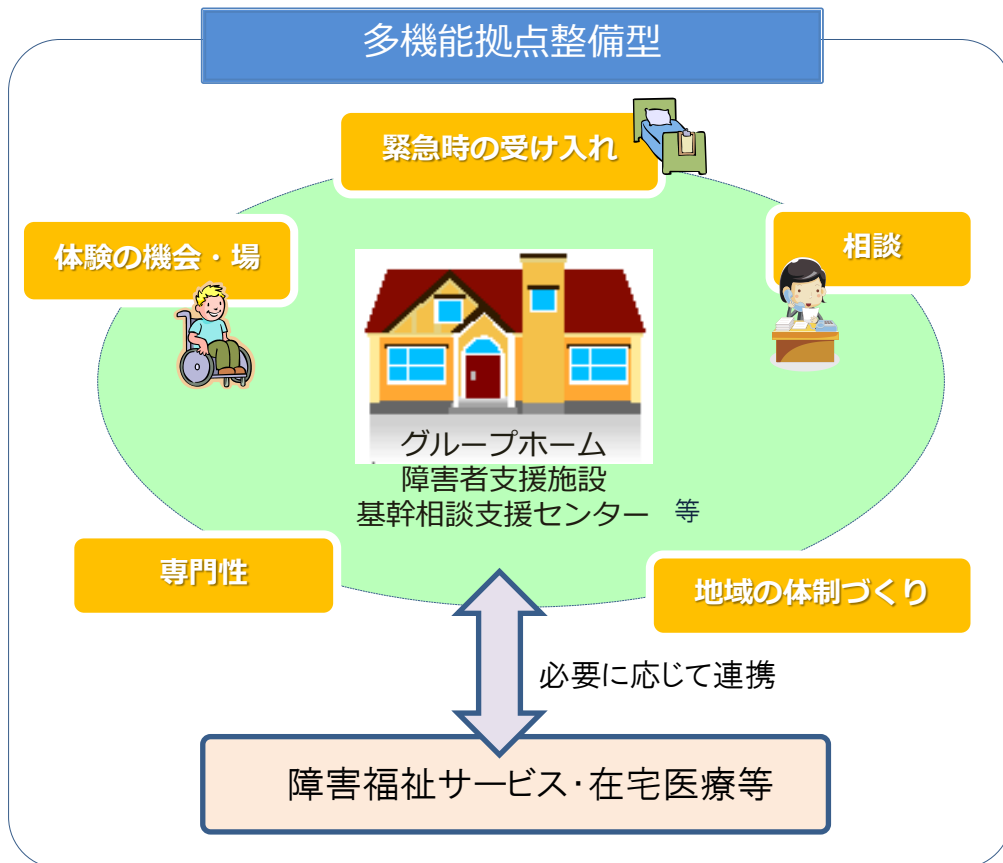 多機能拠点整備型
緊急時の受け入れ
体験の機会・場
相談
グループホーム
障害者支援施設
基幹相談支援センター 等
専門性
地域の体制づくり
必要に応じて連携
障害福祉サービス・在宅医療等